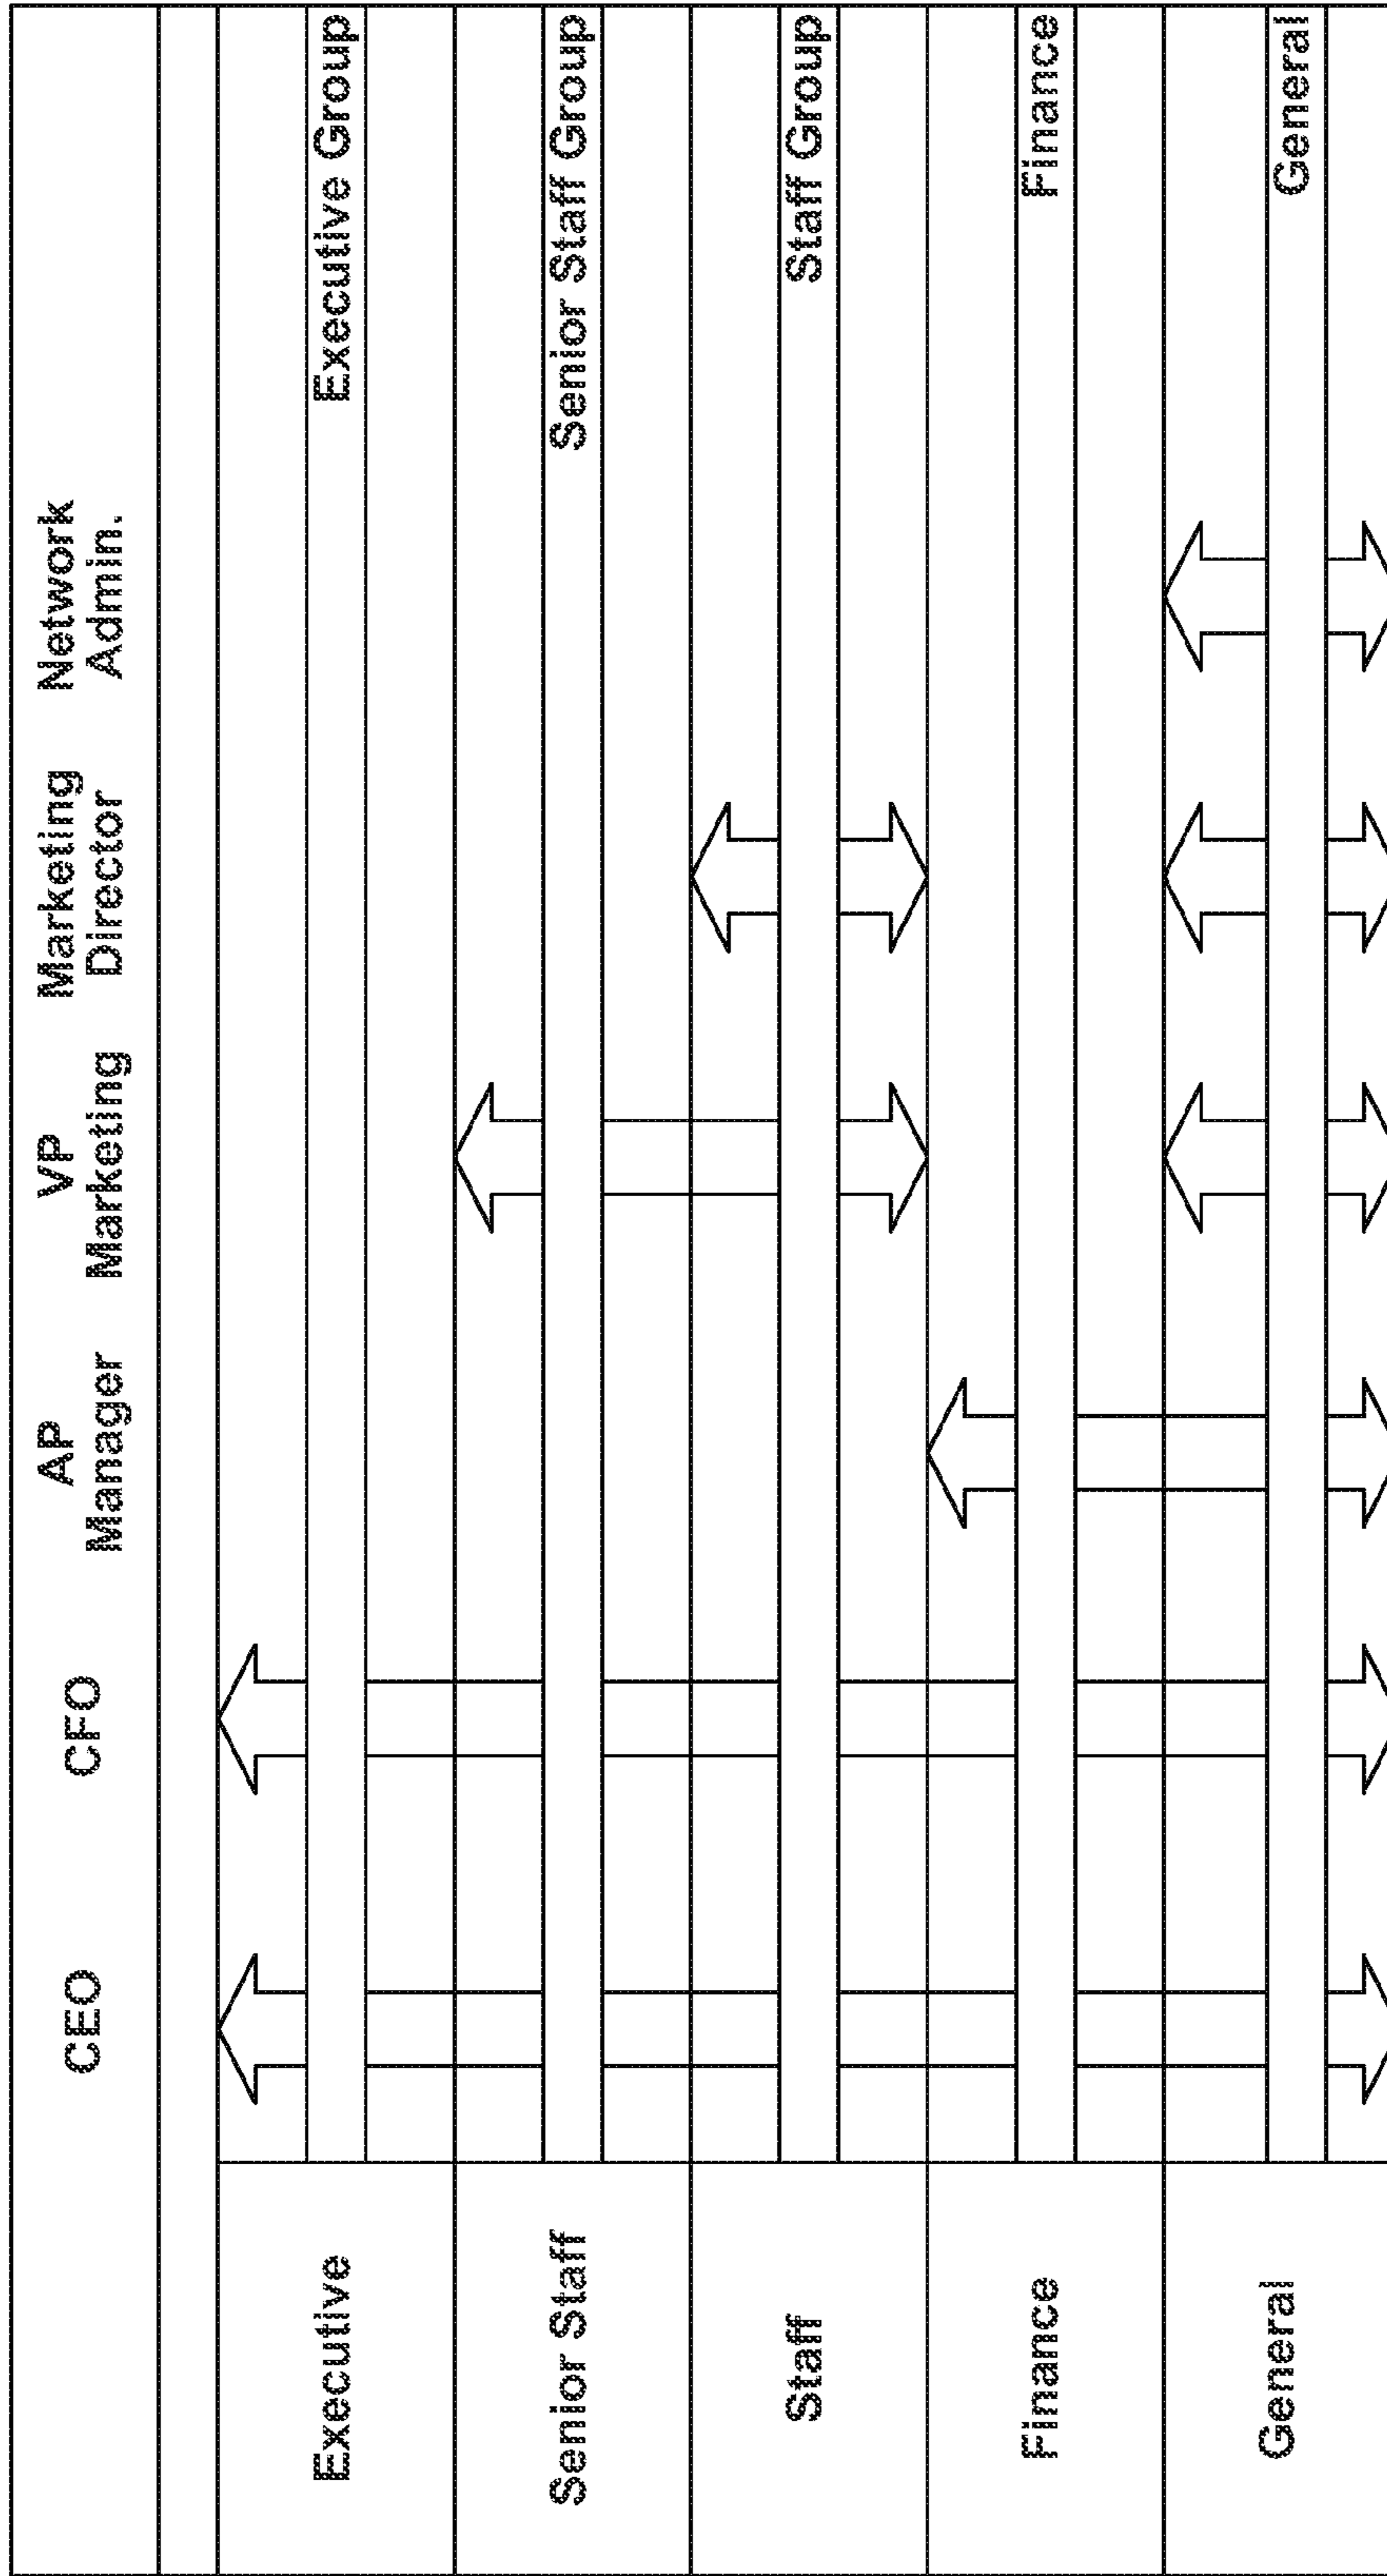 CEO
CFO
AP
Manager
VP
Marketing
Marketing
Director
Network
Admin.
Executive
Executive Group
Senior Staff
Senior Staff Group
Staff
Staff Group
Finance
Finance
General
General